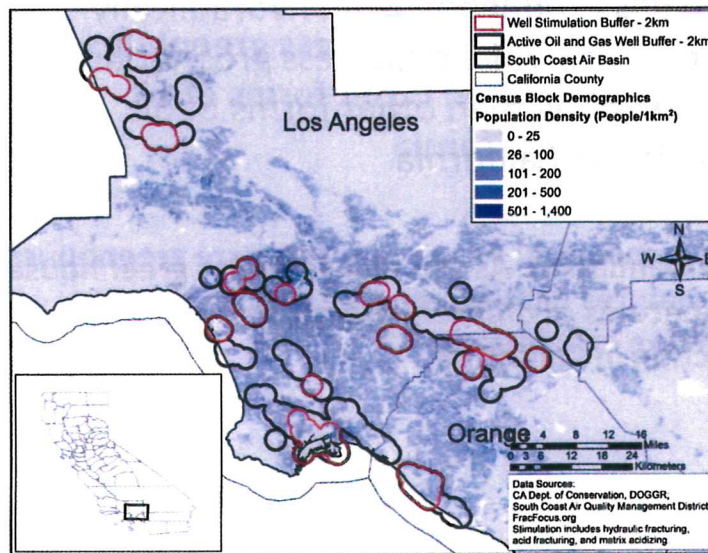 Well Stimulation Buffer - 2km
Active Oil and Gas Well Buffer - 2km
South Coast Air Basin
California County
Census Block Demographics
Population Density (People/1km²)
0 - 25
26 - 100
101 - 200
201 - 500
501 - 1,400
Los Angeles
N
W E
S
Orange
4 8 12 16
Miles
0 3 6 12 18 24
Kilometers
Data Sources:
CA Dept. of Conservation, DOGGR;
South Coast Air Quality Management District
FracFocus.org
Stimulation includes hydraulic fracturing,
acid fracturing, and matrix acidizing